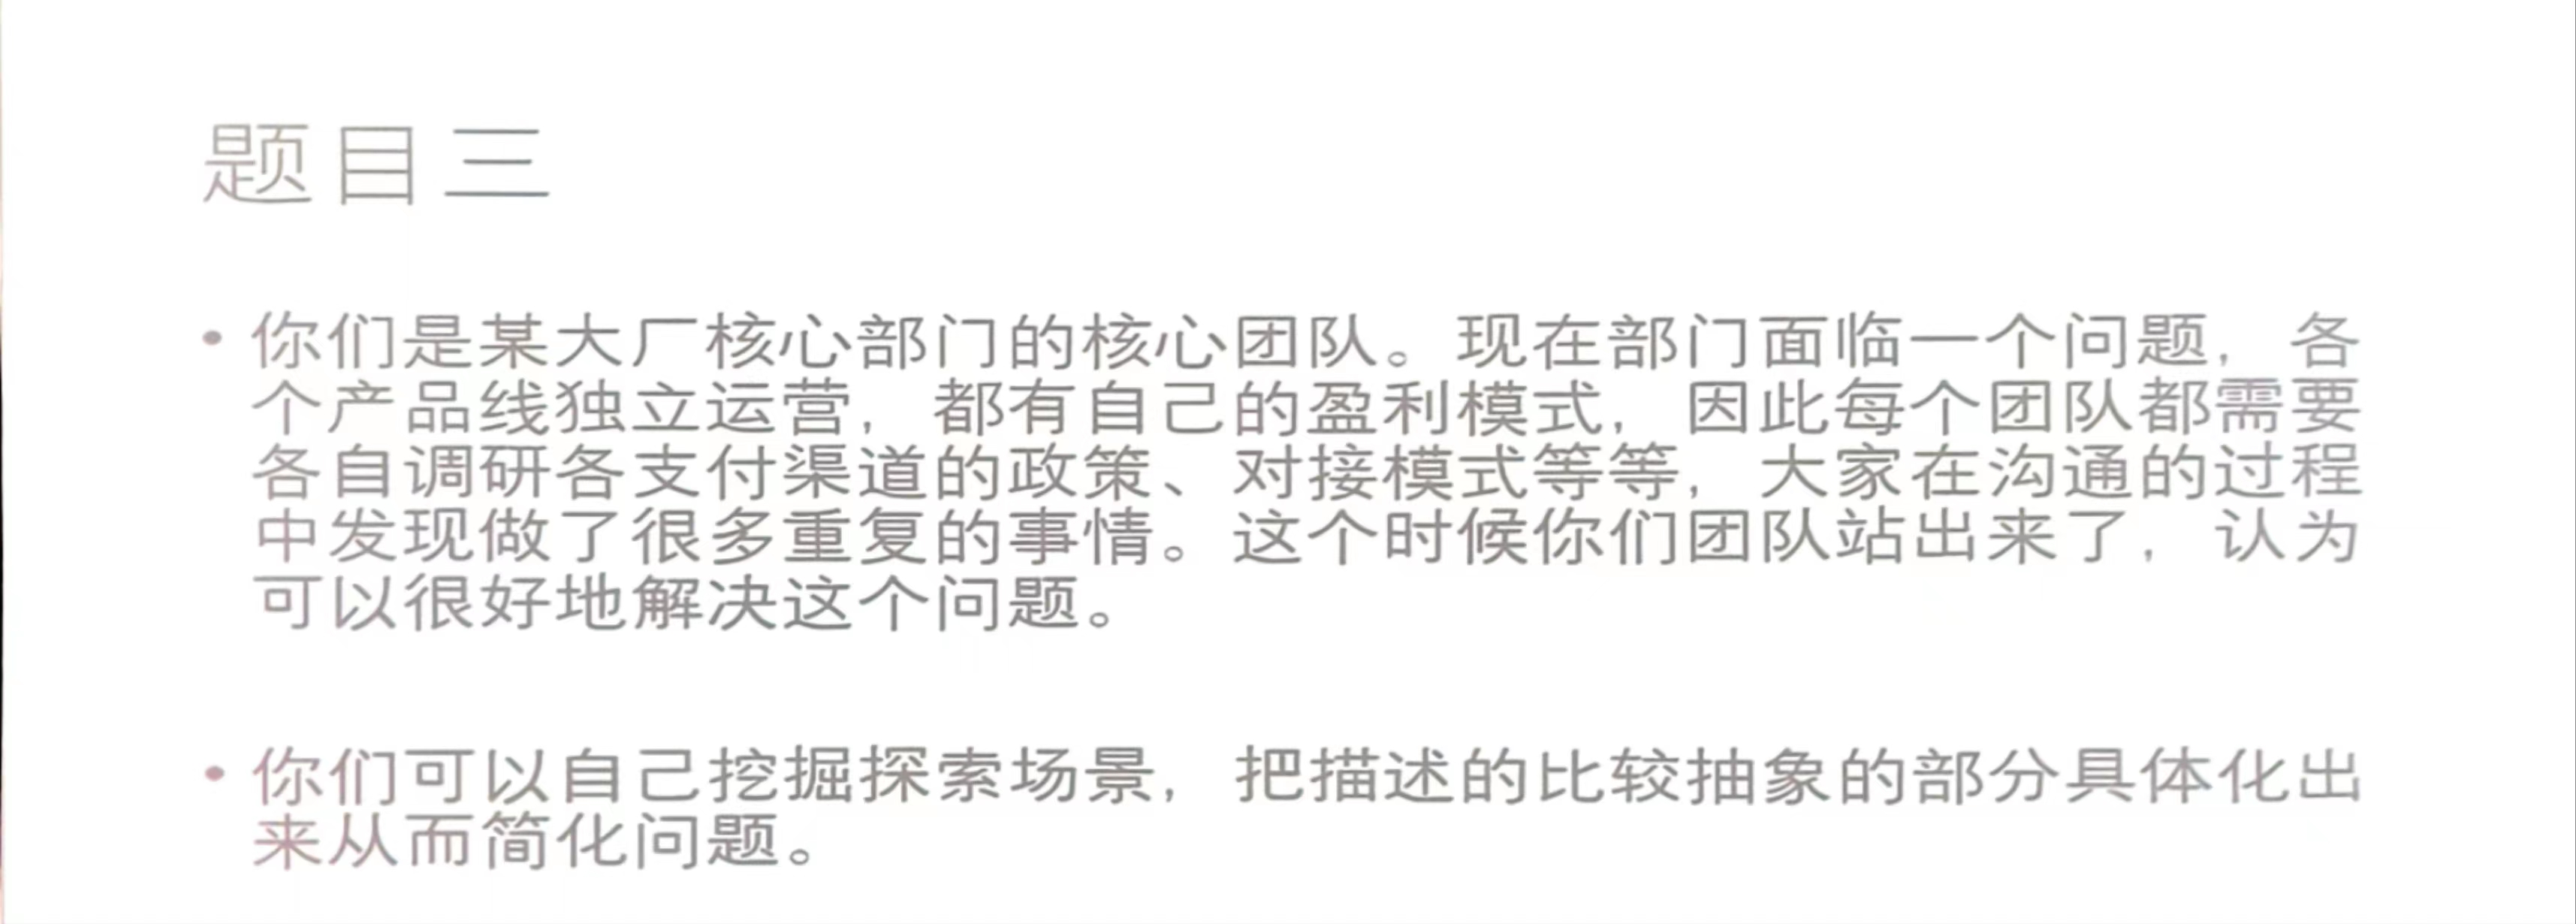 题目三
• 你们是某大厂核心部门的核心团队。现在部门面临一个问题，各
个产品线独立运营，都有自己的盈利模式，因此每个团队都需要
各自调研各支付渠道的政策、对接模式等等，大家在沟通的过程
中发现做了很多重复的事情。这个时候你们团队站出来了，认为
可以很好地解决这个问题。
• 你们可以自己挖掘探索场景，把描述的比较抽象的部分具体化出
来从而简化问题。